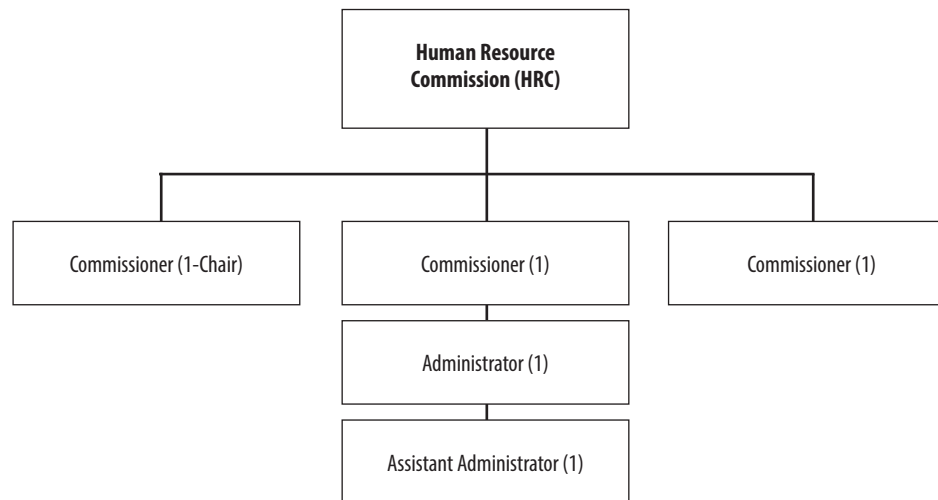 Human Resource
Commission (HRC)
Commissioner (1-Chair)
Commissioner (1)
Commissioner (1)
Administrator (1)
Assistant Administrator (1)